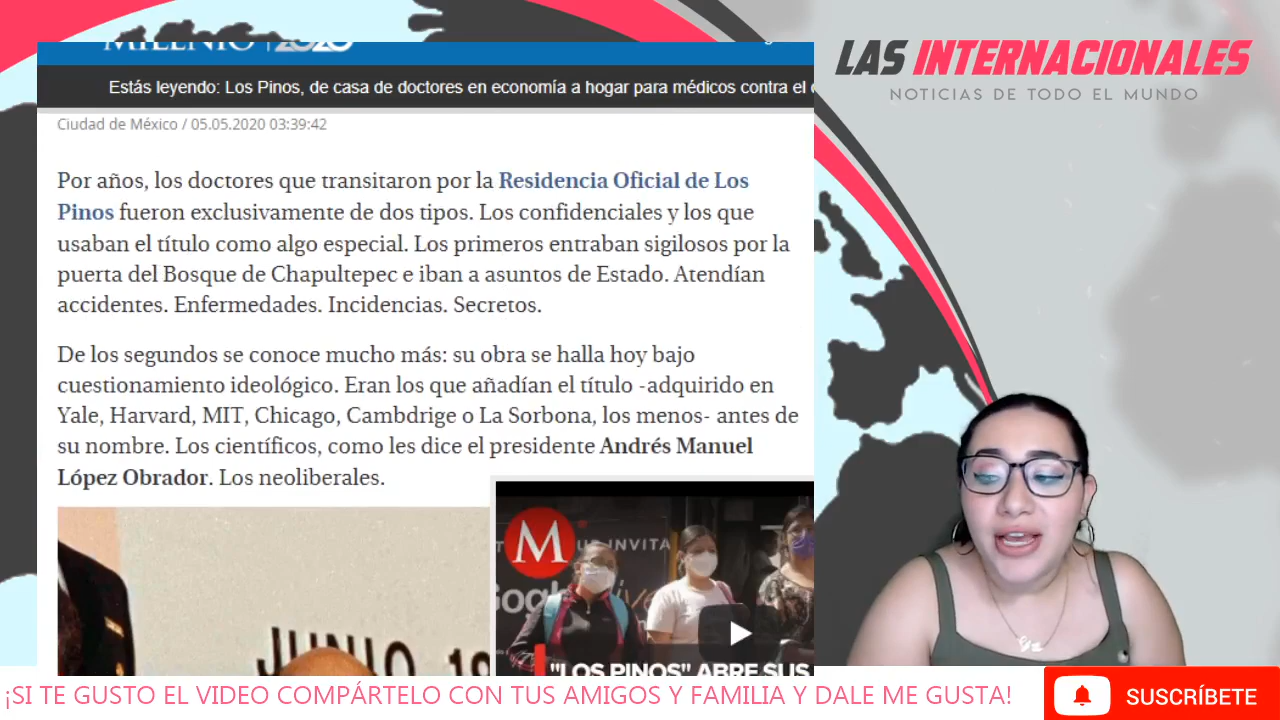 MILENIO | 2020
Estás leyendo: Los Pinos, de casa de doctores en economía a hogar para médicos contra el
LAS INTERNACIONALES
NOTICIAS DE TODO EL MUNDO
Ciudad de México / 05.05.2020 03:39:42
Por años, los doctores que transitaron por la Residencia Oficial de Los
Pinos fueron exclusivamente de dos tipos. Los confidenciales y los que
usaban el título como algo especial. Los primeros entraban sigilosos por la
puerta del Bosque de Chapultepec e iban a asuntos de Estado. Atendían
accidentes. Enfermedades. Incidencias. Secretos.
De los segundos se conoce mucho más: su obra se halla hoy bajo
cuestionamiento ideológico. Eran los que añadían el título -adquirido en
Yale, Harvard, MIT, Chicago, Cambdrige o La Sorbona, los menos- antes de
su nombre. Los científicos, como les dice el presidente Andrés Manuel
López Obrador. Los neoliberales.
M
INVITA
Google
JUNIO 19
"LOS PINOS" ABRE SUS
¡SI TE GUSTO EL VIDEO COMPÁRTELO CON TUS AMIGOS Y FAMILIA Y DALE ME GUSTA!
SUSCRÍBETE